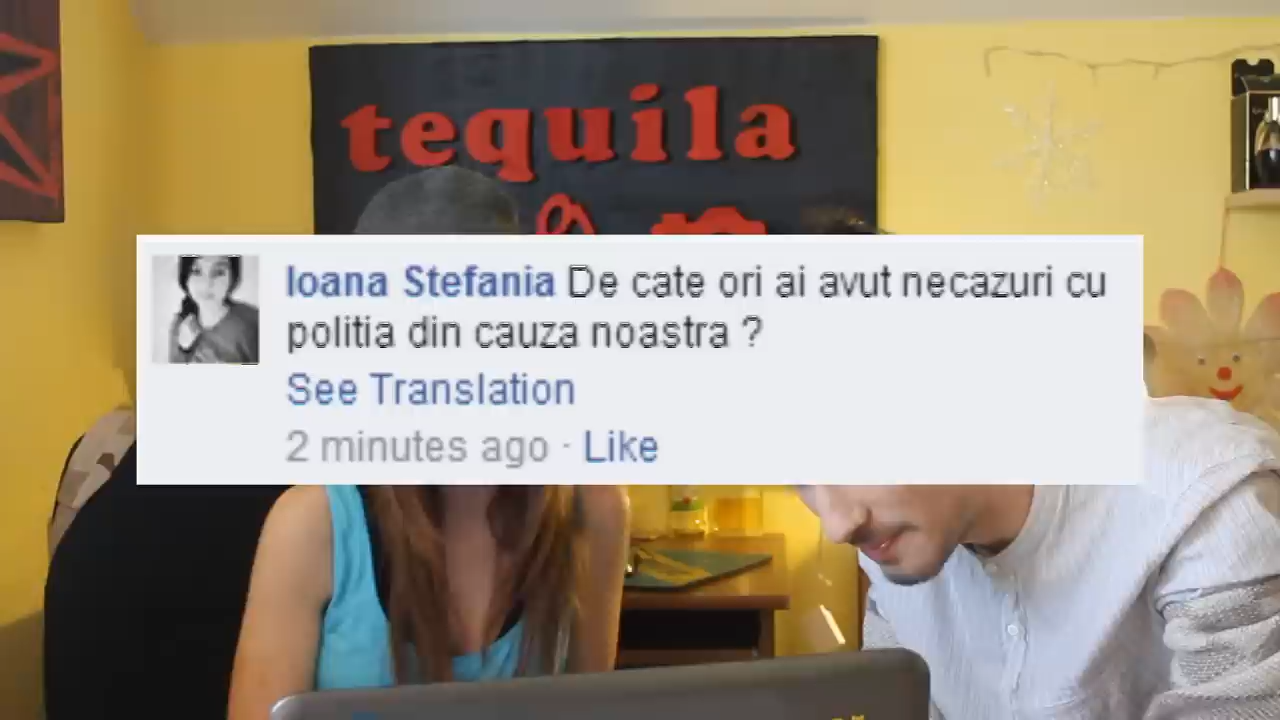 tequila
&
Ioana Stefania De cate ori ai avut necazuri cu
politia din cauza noastra ?
See Translation
2 minutes ago · Like